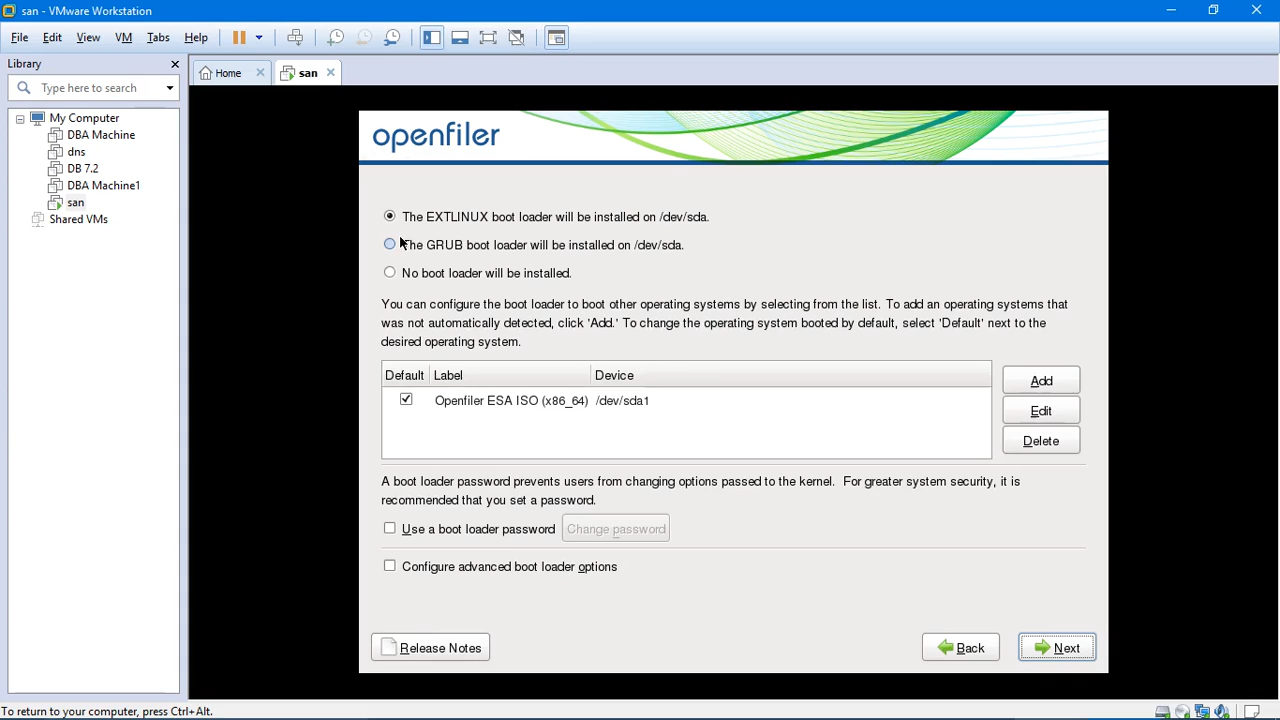 san - VMware Workstation
File Edit View VM Tabs Help
Library
Type here to search
My Computer
DBA Machine
dns
DB 7.2
DBA Machine1
san
Shared VMs
Home
san
openfiler
The EXTLINUX boot loader will be installed on /dev/sda.
The GRUB boot loader will be installed on /dev/sda.
No boot loader will be installed.
You can configure the boot loader to boot other operating systems by selecting from the list. To add an operating systems that
was not automatically detected, click 'Add.' To change the operating system booted by default, select 'Default' next to the
desired operating system.
Default Label Device
Openfiler ESA ISO (x86_64) /dev/sda1
Add
Edit
Delete
A boot loader password prevents users from changing options passed to the kernel. For greater system security, it is
recommended that you set a password.
Use a boot loader password Change password
Configure advanced boot loader options
Release Notes Back Next
To return to your computer, press Ctrl+Alt.